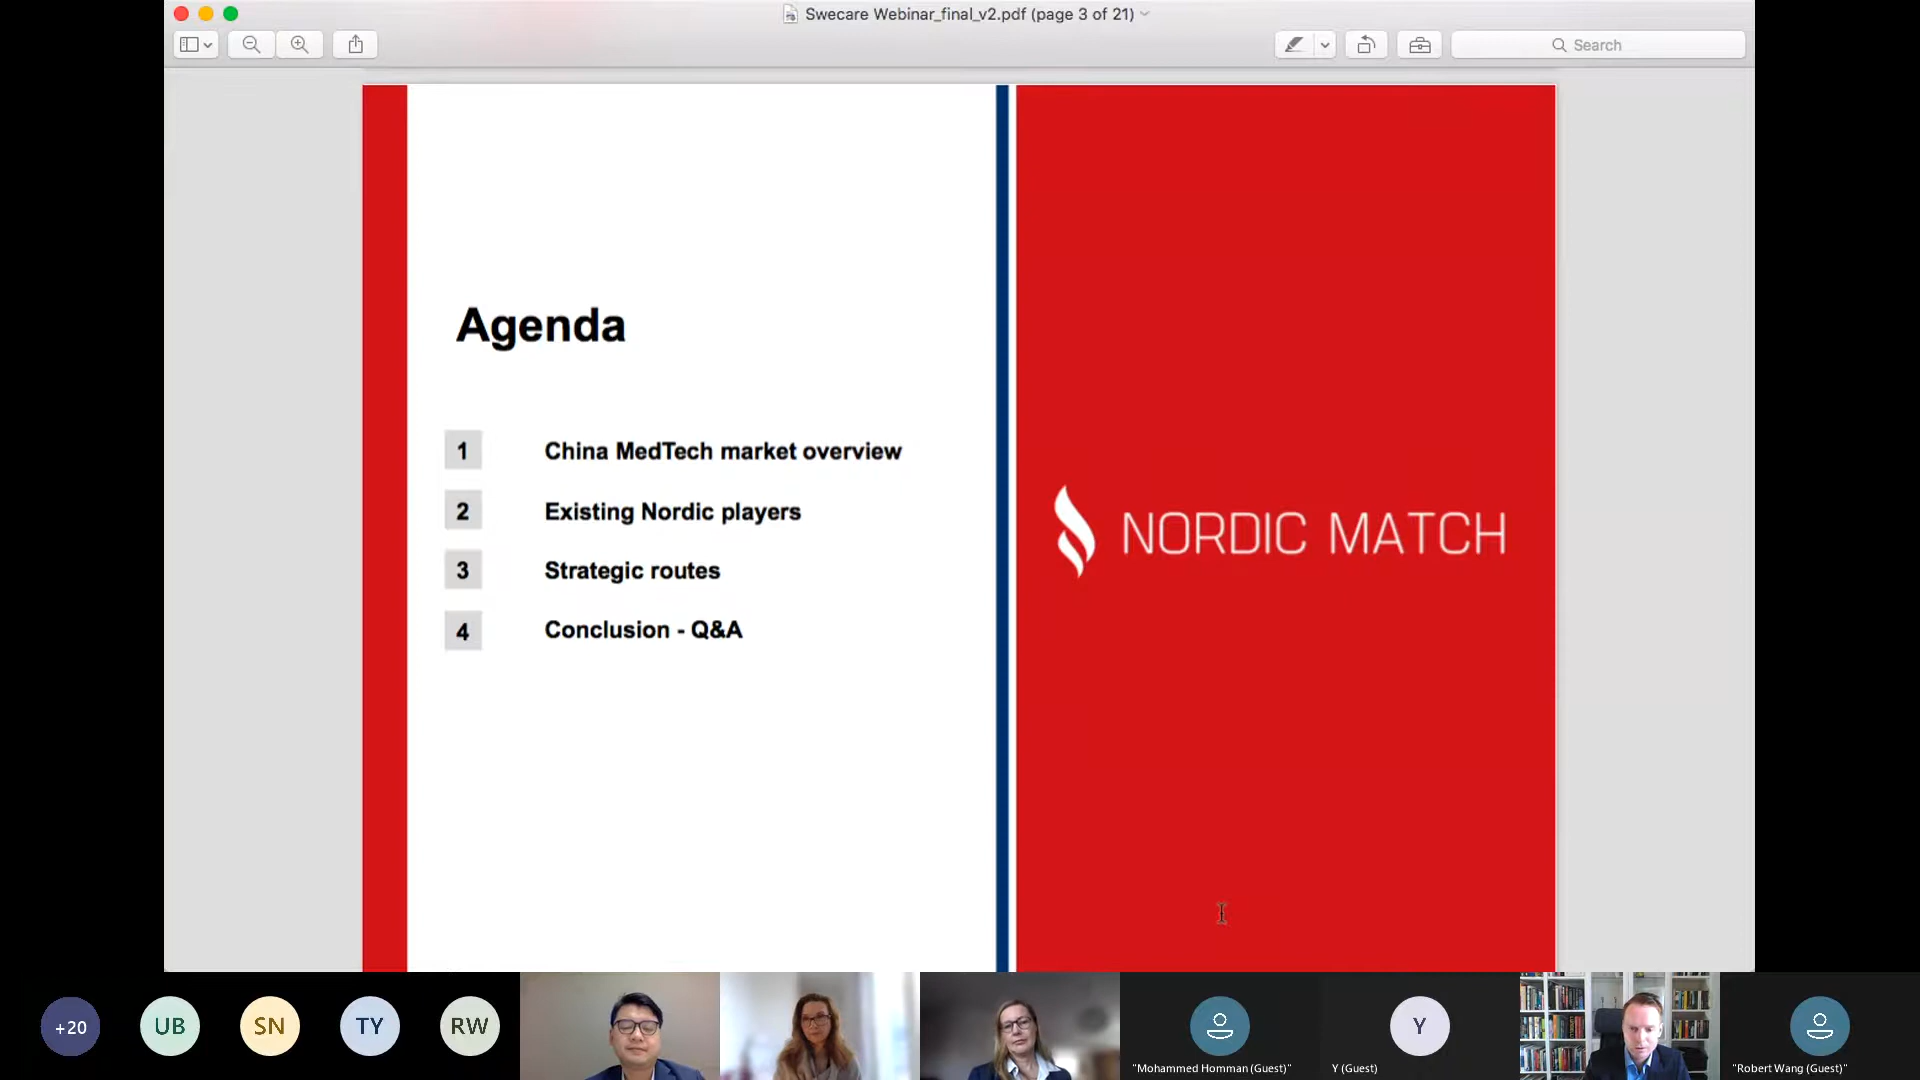 Swecare Webinar_final_v2.pdf (page 3 of 21)
Search
Agenda
1 China MedTech market overview
2 Existing Nordic players
3 Strategic routes
4 Conclusion - Q&A
NORDIC MATCH
+20
UB
SN
TY
RW
"Mohammed Homman (Guest)"
Y
Y (Guest)
"Robert Wang (Guest)"